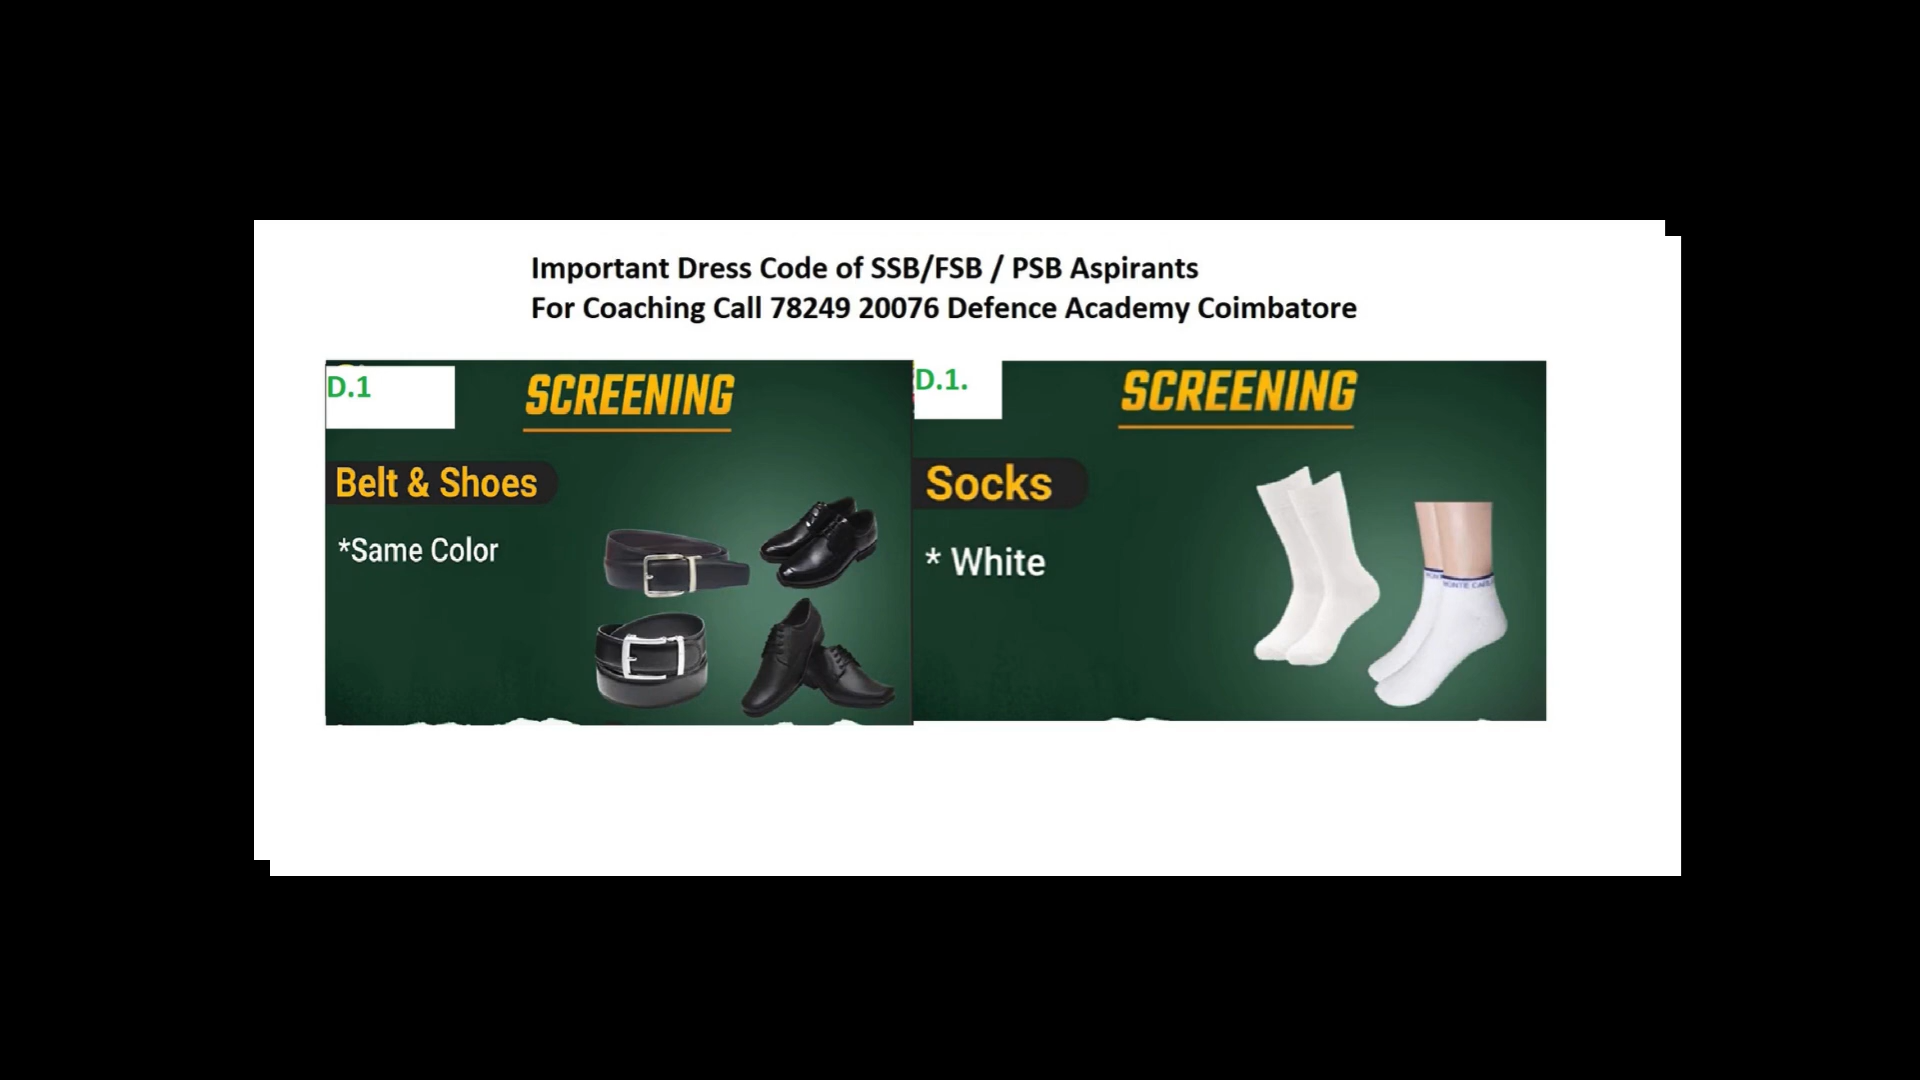 Important Dress Code of SSB/FSB / PSB Aspirants
For Coaching Call 78249 20076 Defence Academy Coimbatore
D.1
SCREENING
Belt & Shoes
*Same Color
D.1.
SCREENING
Socks
* White